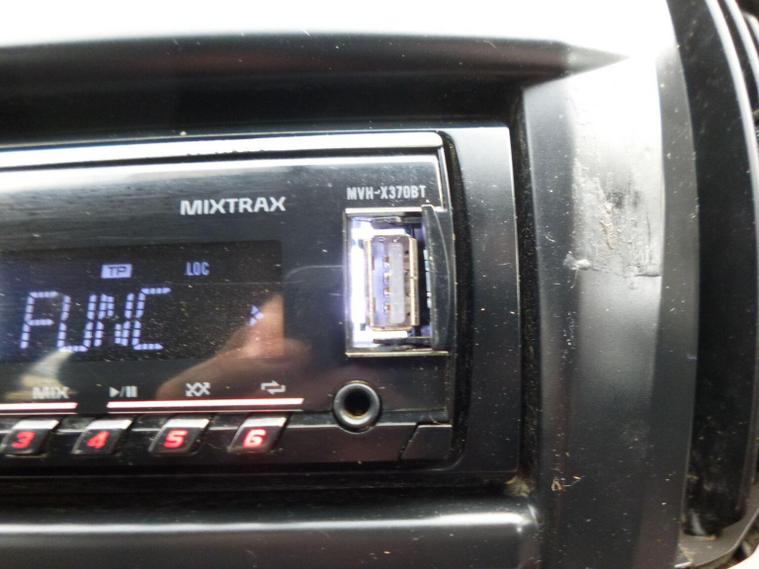 MVH-X370BT
MIXTRAX
TP LOC
FUNC
MIX
3 4 5 6